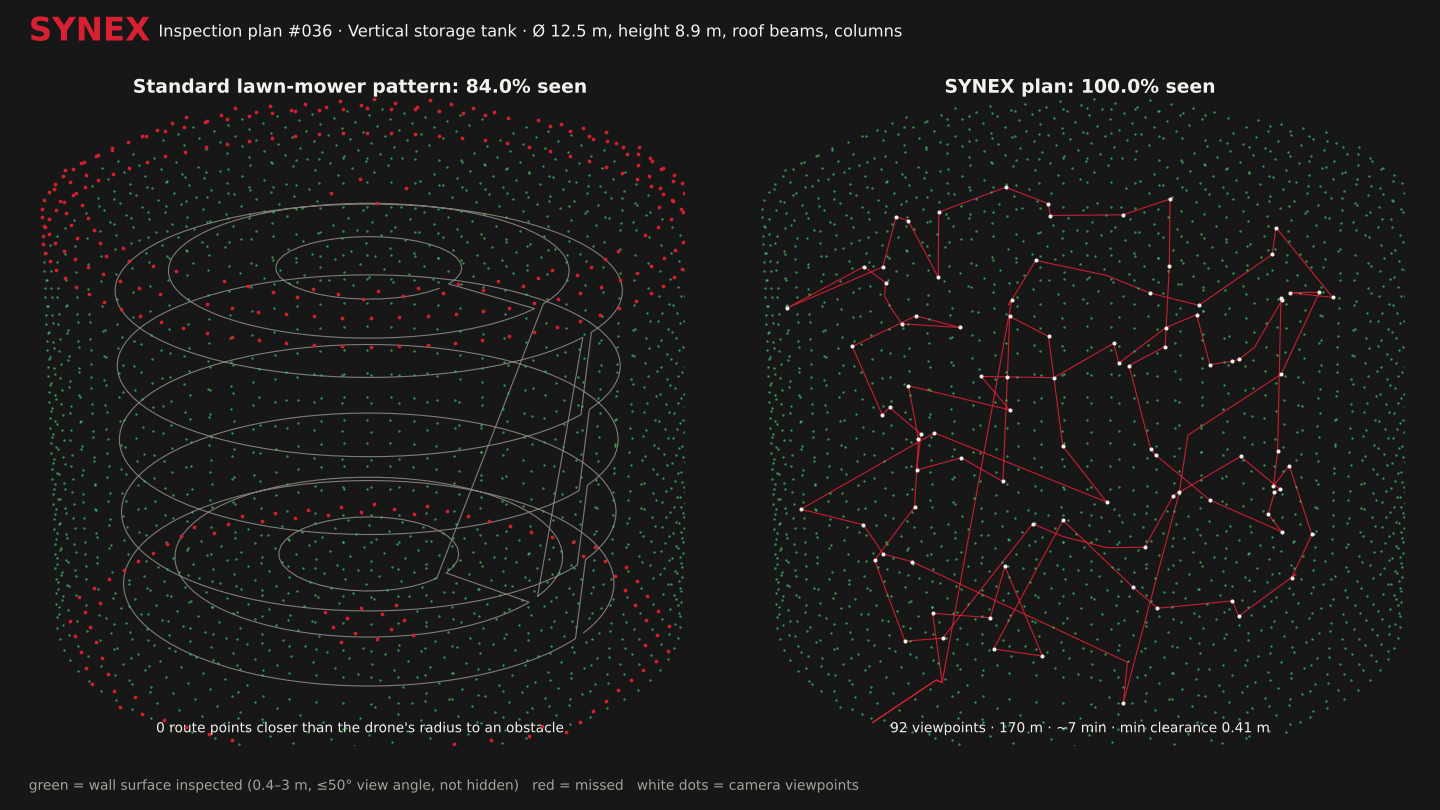 SYNEX Inspection plan #036 · Vertical storage tank · Ø 12.5 m, height 8.9 m, roof beams, columns
Standard lawn-mower pattern: 84.0% seen
SYNEX plan: 100.0% seen
0 route points closer than the drone's radius to an obstacle
92 viewpoints · 170 m · ~7 min · min clearance 0.41 m
green = wall surface inspected (0.4–3 m, ≤50° view angle, not hidden)   red = missed   white dots = camera viewpoints